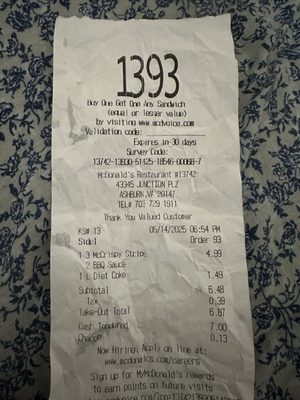 1393
Buy One Get One Any Sandwich
(equal or lesser value)
by visiting www.mcdvoice.com
Validation code:
Expires in 30 days
Survey Code:
13742-13930-51425-18546-00068-7
McDonald's Restaurant #13742
43345 JUNCTION PLZ
ASHBURN,VA 20147
TEL# 703 729 1911
Thank You Valued Customer
KS# 13 05/14/2025 06:54 PM
Side1 Order 93
1 3 McCrispy Strips 4.99
2 BBQ Sauce
1 L Diet Coke 1.49
Subtotal 6.48
Tax 0.39
Take-Out Total 6.87
Cash Tendered 7.00
Change 0.13
Now Hiring! Apply on line at:
www.mcdonalds.com/careers
Sign up for MyMcDonald's rewards
to earn points on future visits